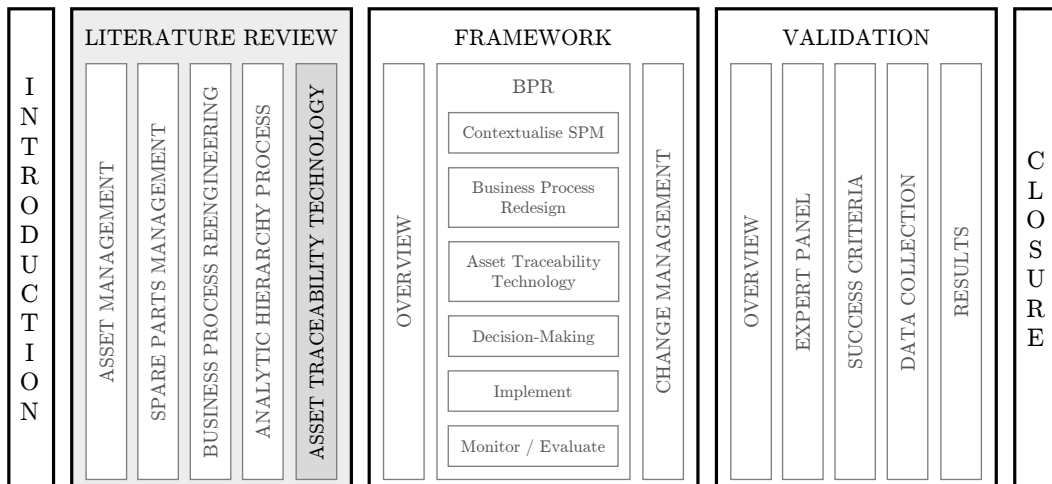 INTRODUCTION
LITERATURE REVIEW
ASSET MANAGEMENT
SPARE PARTS MANAGEMENT
BUSINESS PROCESS REENGINEERING
ANALYTIC HIERARCHY PROCESS
ASSET TRACEABILITY TECHNOLOGY
FRAMEWORK
OVERVIEW
BPR
Contextualise SPM
Business Process
Redesign
Asset Traceability
Technology
Decision-Making
Implement
Monitor / Evaluate
CHANGE MANAGEMENT
VALIDATION
OVERVIEW
EXPERT PANEL
SUCCESS CRITERIA
DATA COLLECTION
RESULTS
CLOSURE